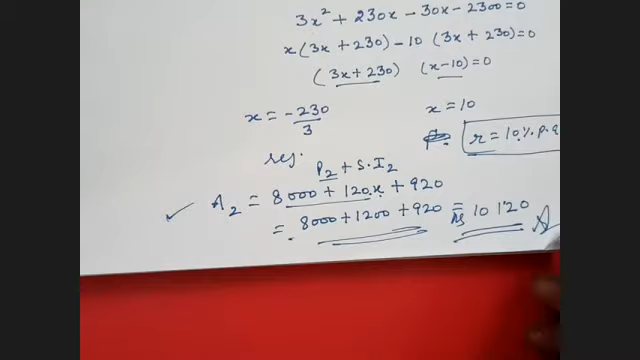 3x² + 230x - 30x - 2300 = 0
x (3x + 230) - 10 (3x + 230) = 0
(3x + 230) (x - 10) = 0
x = -230/3 x = 10
r = 10% p.a
P₂ + S.I₂
A₂ = 8000 + 120x + 920
= 8000 + 1200 + 920 = Rs 10120 A